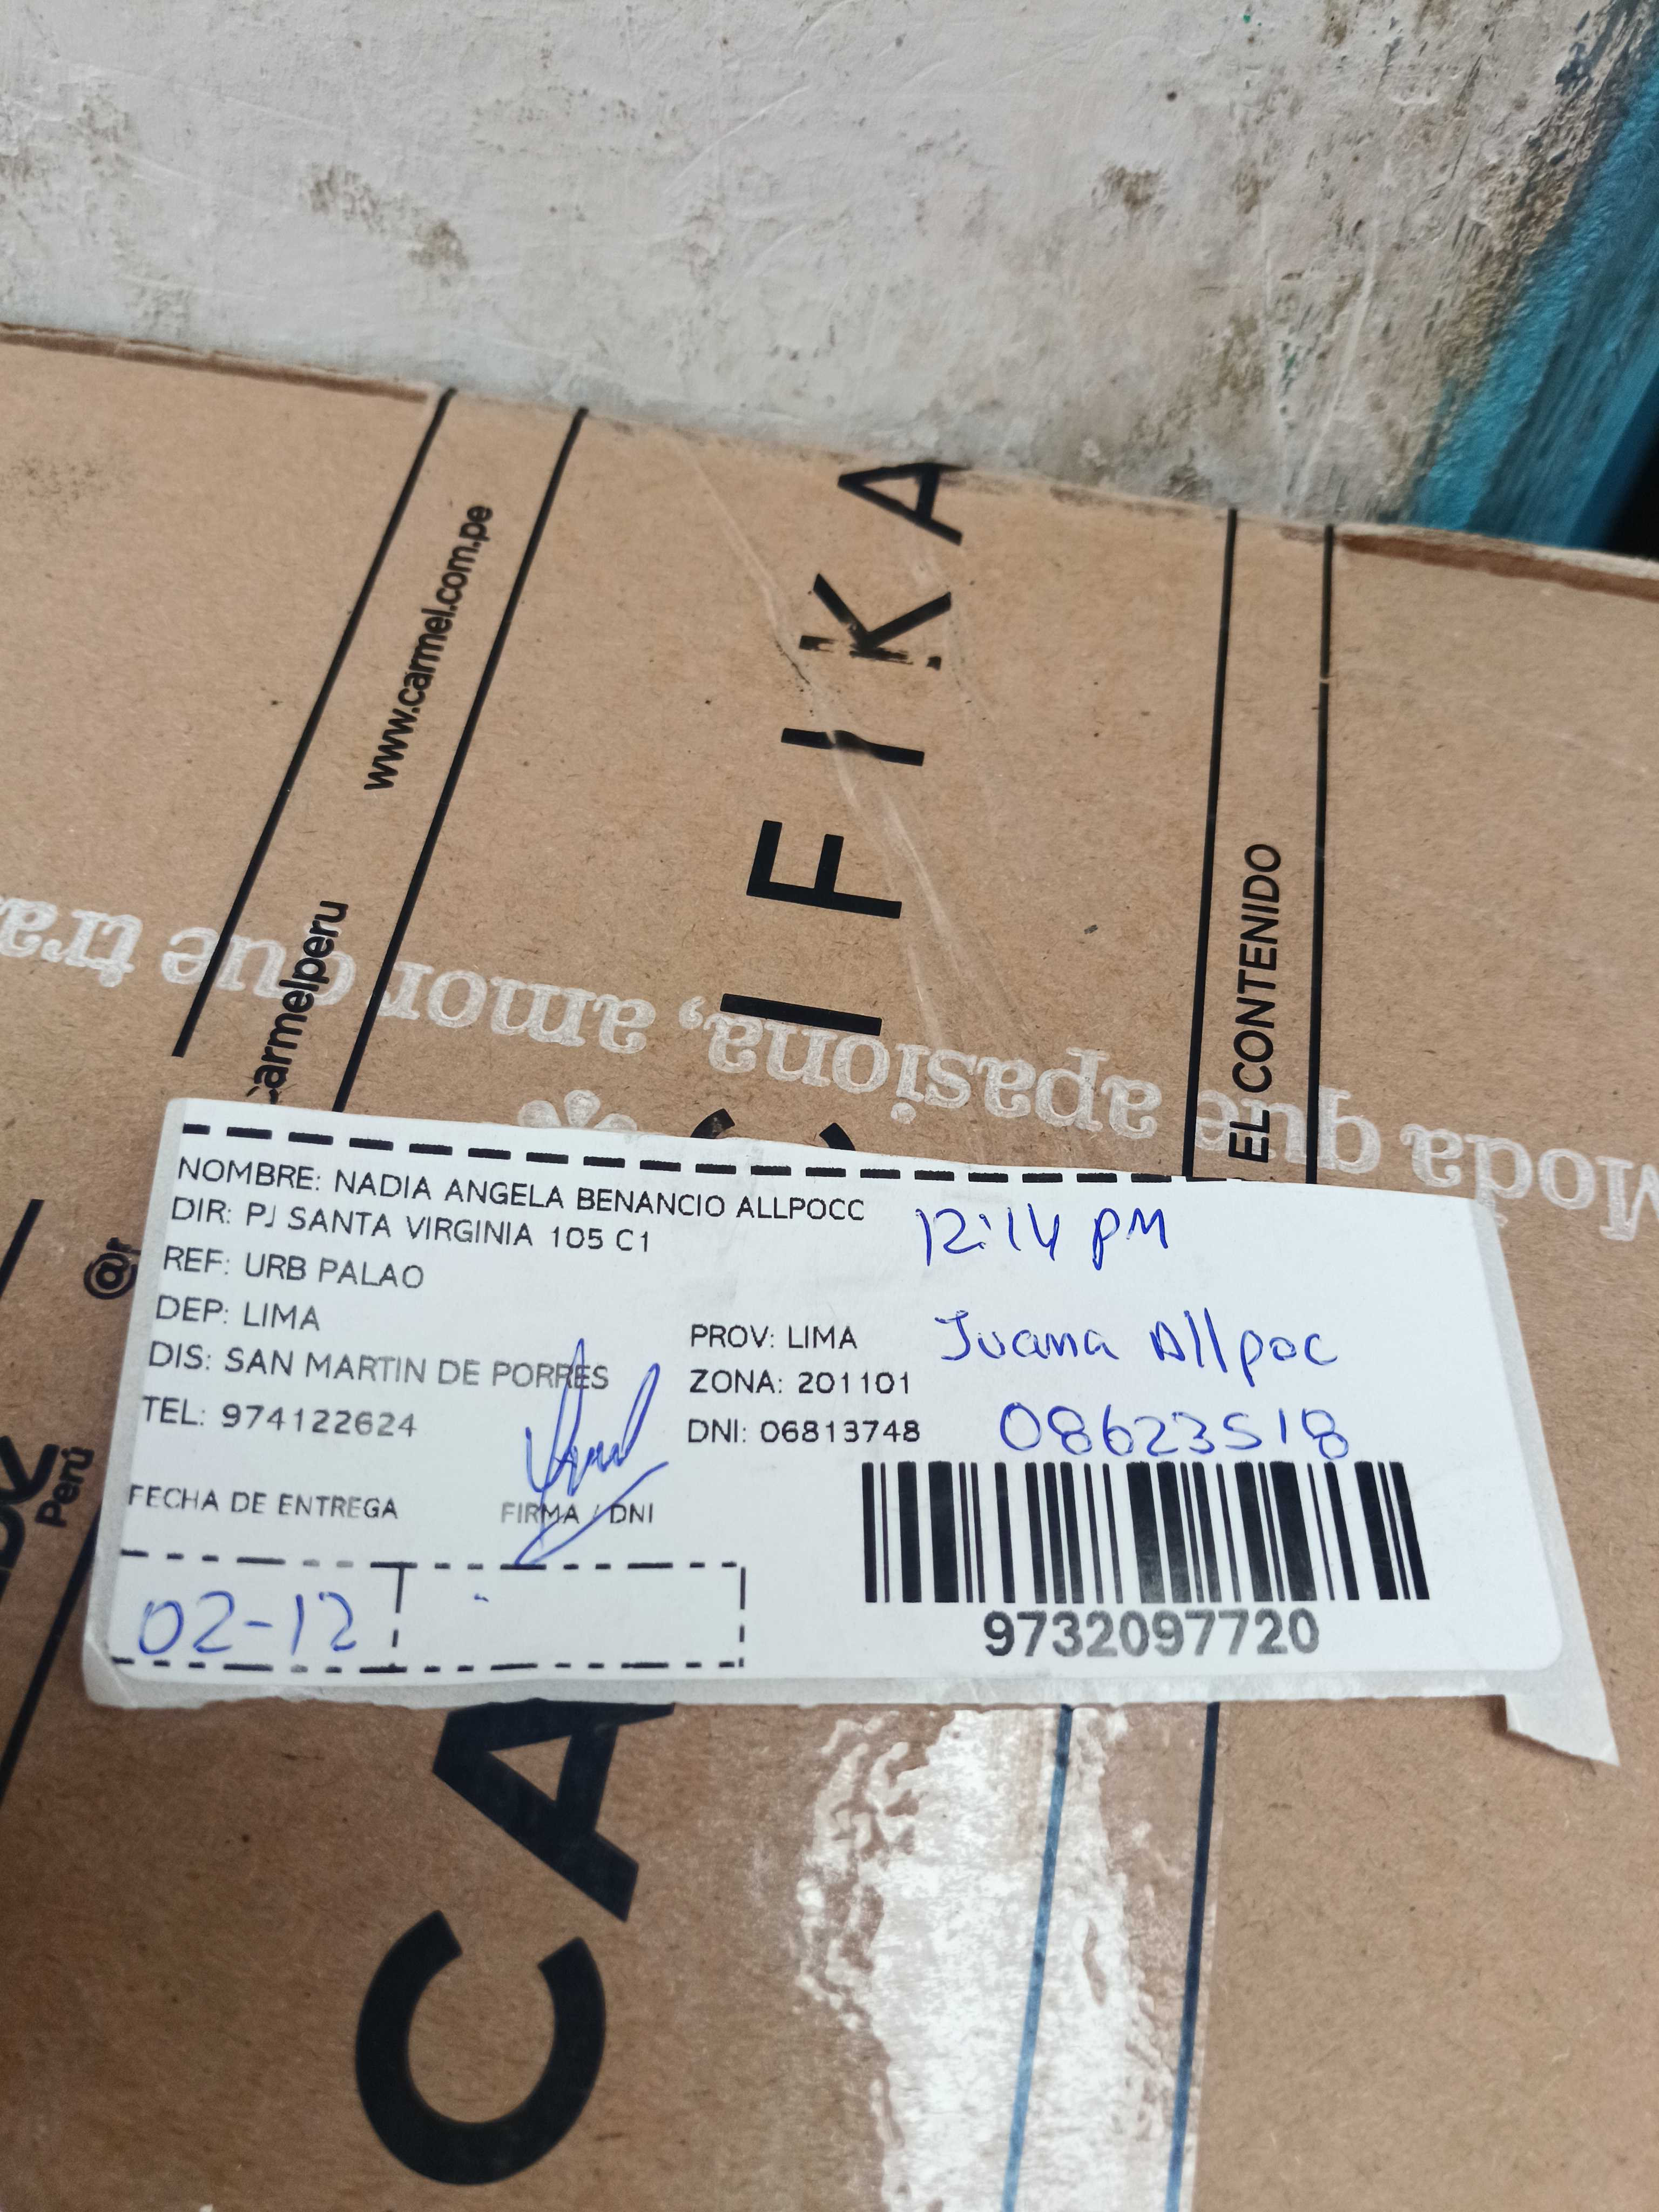 www.carmel.com.pe
carmelperu
PACIFIKA
EL CONTENIDO
Moda que apasiona, amor que tra
@
Perú
NOMBRE: NADIA ANGELA BENANCIO ALLPOCC
DIR: PJ SANTA VIRGINIA 105 C1
REF: URB PALAO
DEP: LIMA
PROV: LIMA
DIS: SAN MARTIN DE PORRES
ZONA: 201101
TEL: 974122624
DNI: 06813748
12:14 PM
Juana Allpoc
08623518
FECHA DE ENTREGA
FIRMA / DNI
02-12
9732097720
CA